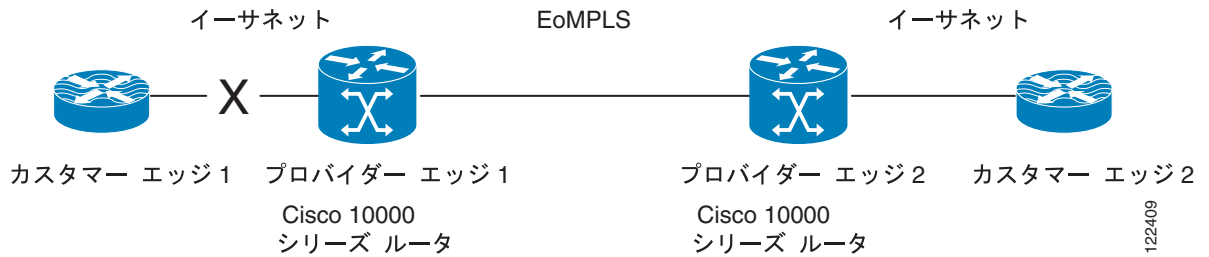 イーサネット
EoMPLS
イーサネット
X
カスタマー エッジ 1
プロバイダー エッジ 1
プロバイダー エッジ 2
カスタマー エッジ 2
Cisco 10000
シリーズ ルータ
Cisco 10000
シリーズ ルータ
122409